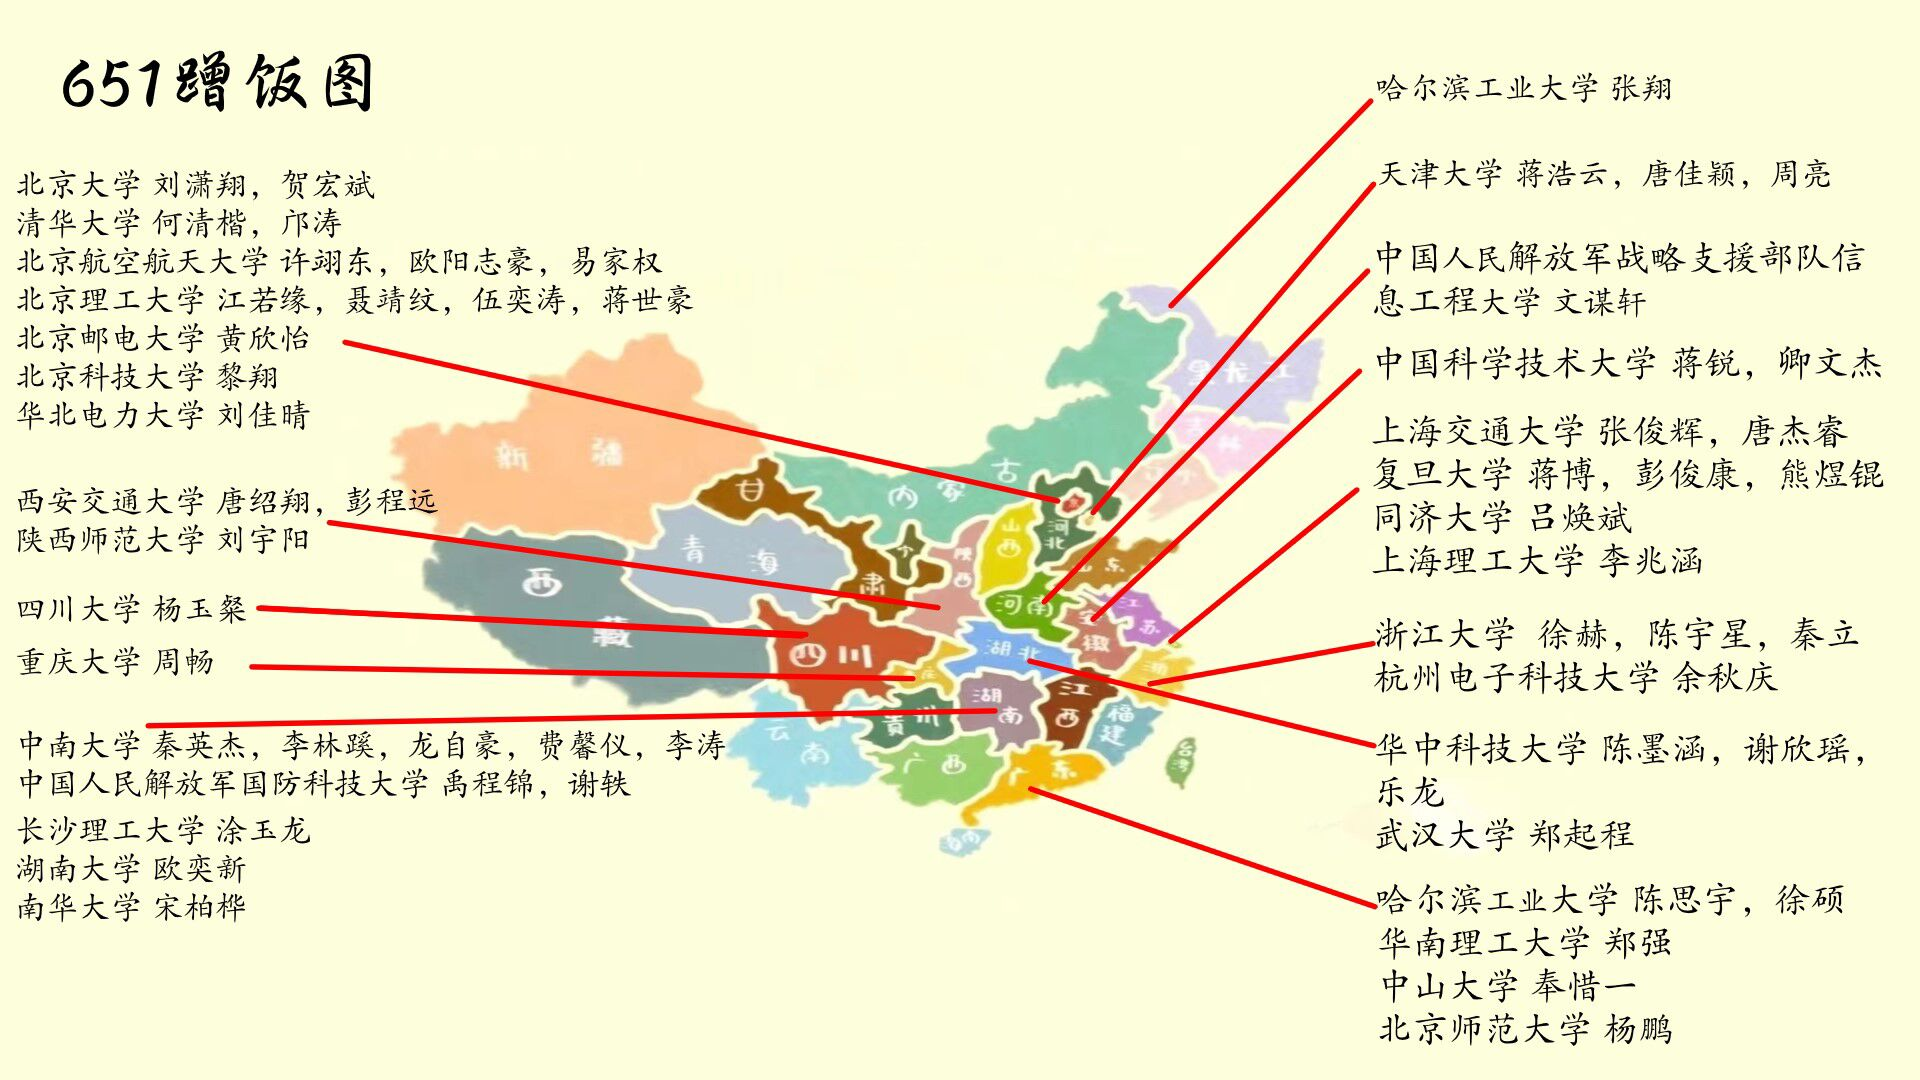 651蹭饭图
北京大学 刘潇翔，贺宏斌
清华大学 何清楷，邝涛
北京航空航天大学 许翊东，欧阳志豪，易家权
北京理工大学 江若缘，聂靖纹，伍奕涛，蒋世豪
北京邮电大学 黄欣怡
北京科技大学 黎翔
华北电力大学 刘佳晴
西安交通大学 唐绍翔，彭程远
陕西师范大学 刘宇阳
四川大学 杨玉粲
重庆大学 周畅
中南大学 秦英杰，李林蹊，龙自豪，费馨仪，李涛
中国人民解放军国防科技大学 禹程锦，谢轶
长沙理工大学 涂玉龙
湖南大学 欧奕新
南华大学 宋柏桦
哈尔滨工业大学 张翔
天津大学 蒋浩云，唐佳颖，周亮
中国人民解放军战略支援部队信
息工程大学 文谋轩
中国科学技术大学 蒋锐，卿文杰
上海交通大学 张俊辉，唐杰睿
复旦大学 蒋博，彭俊康，熊煜锟
同济大学 吕焕斌
上海理工大学 李兆涵
浙江大学 徐赫，陈宇星，秦立
杭州电子科技大学 余秋庆
华中科技大学 陈墨涵，谢欣瑶，
乐龙
武汉大学 郑起程
哈尔滨工业大学 陈思宇，徐硕
华南理工大学 郑强
中山大学 奉惜一
北京师范大学 杨鹏
黑龙江
吉林
内蒙古
新疆
甘肃
青海
西藏
陕西
山西
河北
山东
河南
江苏
安徽
四川
湖北
湖南
江西
贵州
云南
广西
广东
福建
台湾